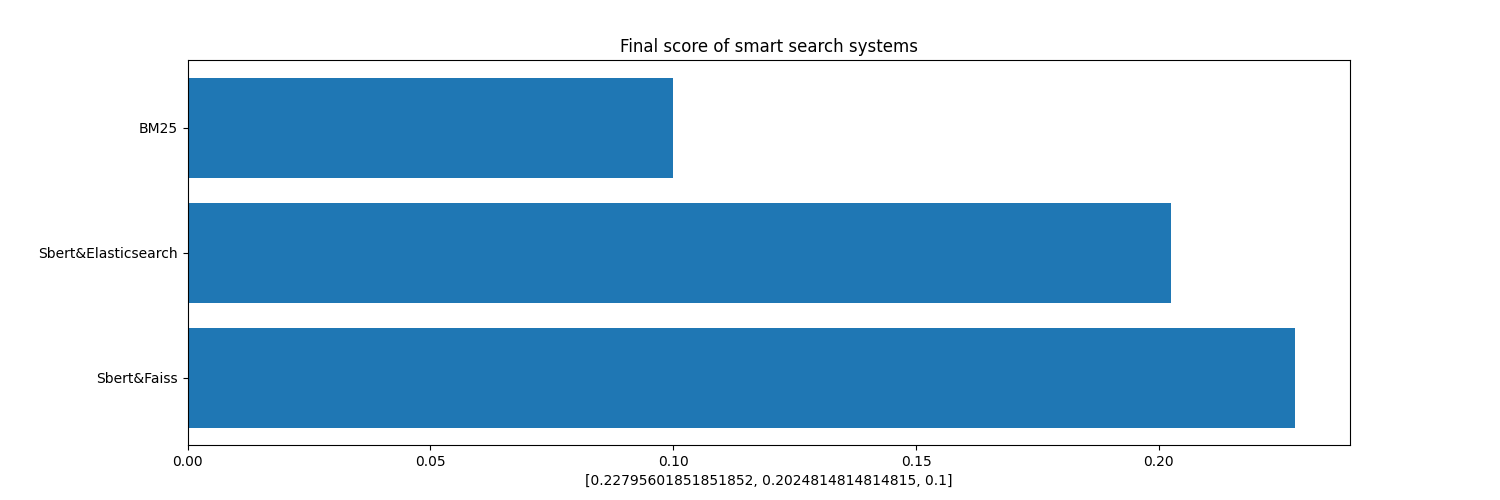 Final score of smart search systems
BM25
Sbert&Elasticsearch
Sbert&Faiss
0.00 0.05 0.10 0.15 0.20
[0.22795601851851852, 0.2024814814814815, 0.1]